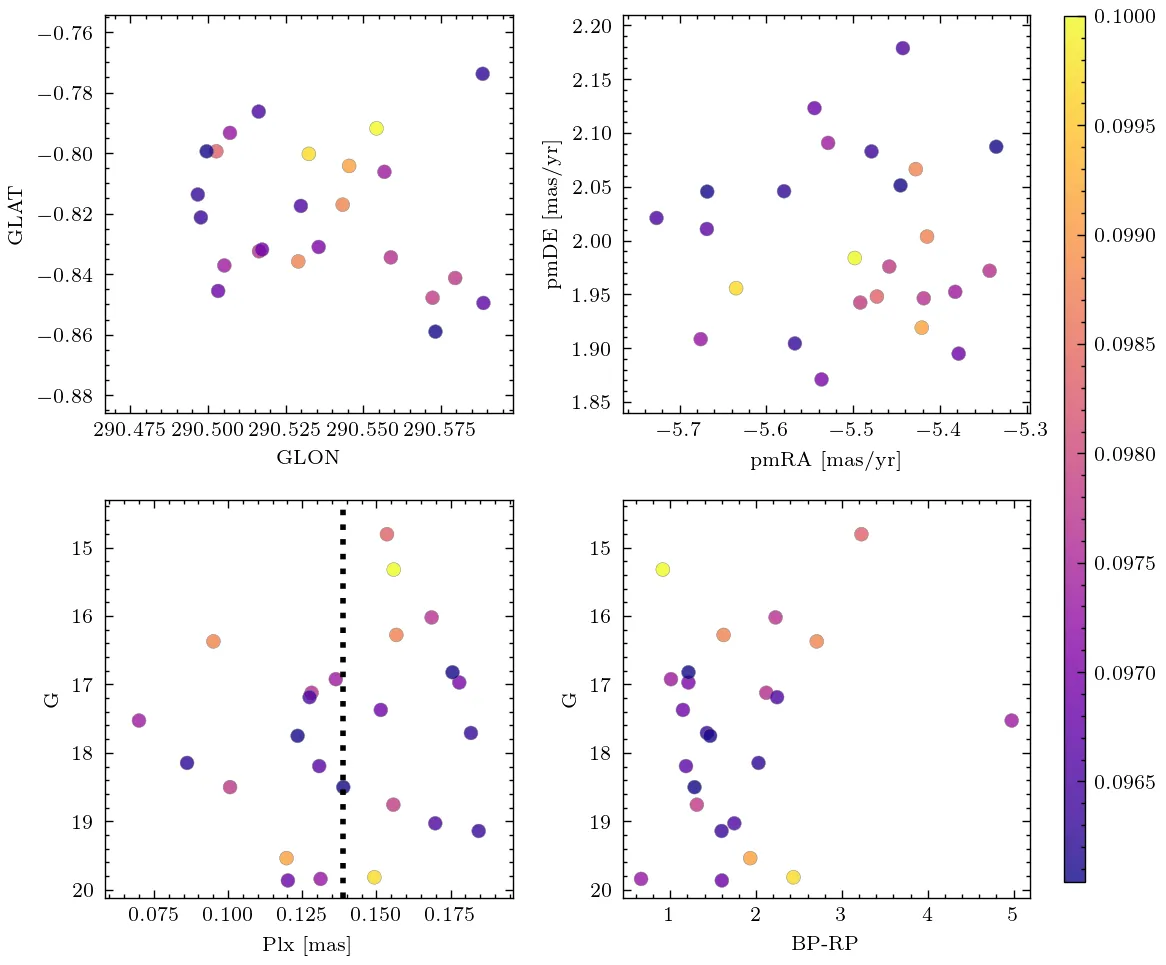 −0.76
−0.78
−0.80
−0.82
−0.84
−0.86
−0.88
GLAT
290.475 290.500 290.525 290.550 290.575
GLON
2.20
2.15
2.10
2.05
2.00
1.95
1.90
1.85
pmDE [mas/yr]
−5.7 −5.6 −5.5 −5.4 −5.3
pmRA [mas/yr]
15
16
17
18
19
20
G
0.075 0.100 0.125 0.150 0.175
Plx [mas]
15
16
17
18
19
20
G
1 2 3 4 5
BP-RP
0.1000
0.0995
0.0990
0.0985
0.0980
0.0975
0.0970
0.0965